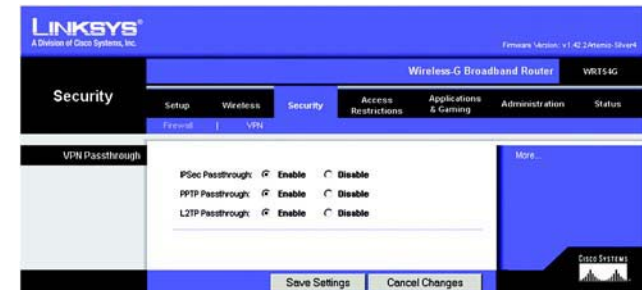 LINKSYS®
A Division of Cisco Systems, Inc.
Firmware Version: v1.42.2
Wireless-G Broadband Router WRT54G
Security
Setup Wireless Security Access Restrictions Applications & Gaming Administration Status
Firewall | VPN
VPN Passthrough
More...
IPSec Passthrough: Enable Disable
PPTP Passthrough: Enable Disable
L2TP Passthrough: Enable Disable
CISCO SYSTEMS
Save Settings Cancel Changes